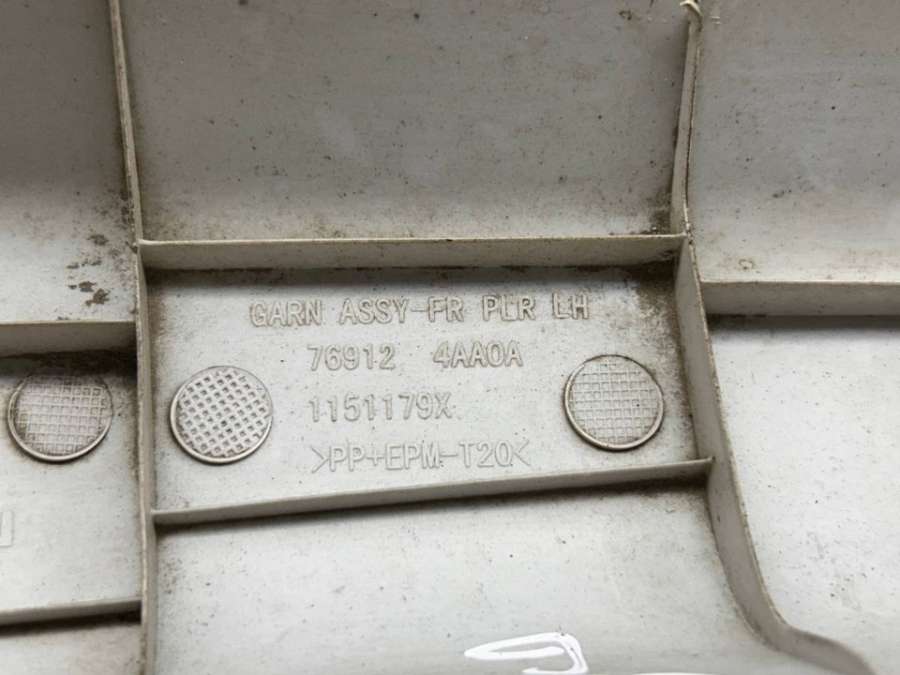 GARN ASSY-FR PLR LH
76912 4AA0A
1151179X
>PP+EPM-T20<